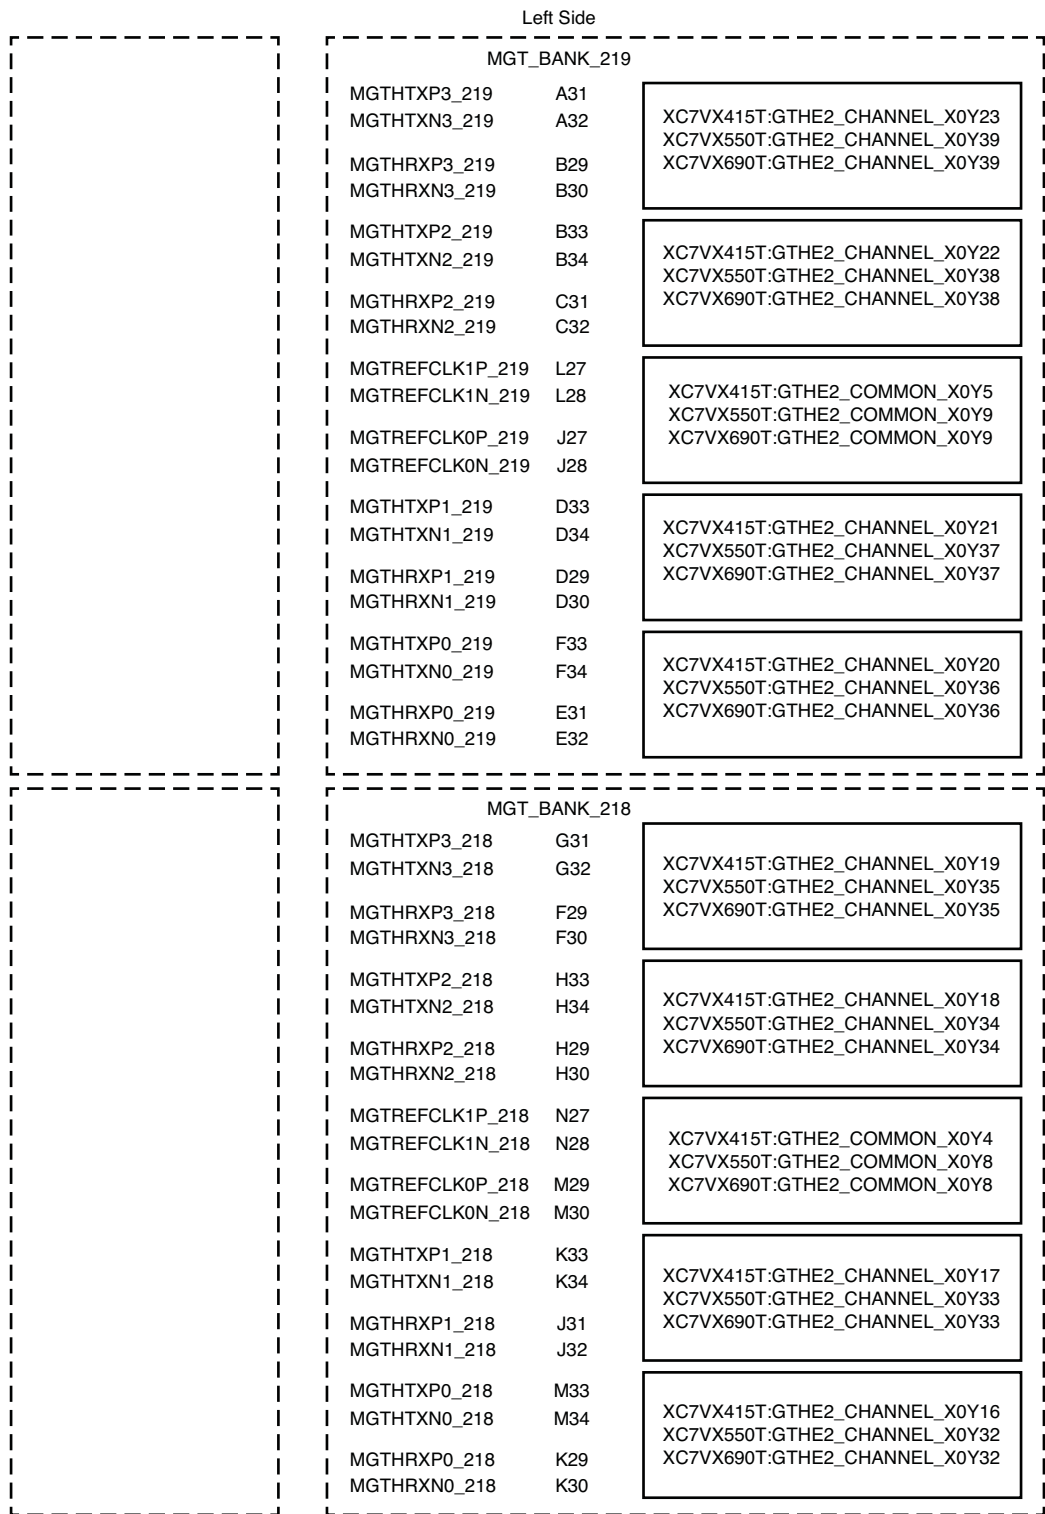 Left Side
MGT_BANK_219
MGTHTXP3_219 A31
MGTHTXN3_219 A32
MGTHRXP3_219 B29
MGTHRXN3_219 B30
XC7VX415T:GTHE2_CHANNEL_X0Y23
XC7VX550T:GTHE2_CHANNEL_X0Y39
XC7VX690T:GTHE2_CHANNEL_X0Y39
MGTHTXP2_219 B33
MGTHTXN2_219 B34
MGTHRXP2_219 C31
MGTHRXN2_219 C32
XC7VX415T:GTHE2_CHANNEL_X0Y22
XC7VX550T:GTHE2_CHANNEL_X0Y38
XC7VX690T:GTHE2_CHANNEL_X0Y38
MGTREFCLK1P_219 L27
MGTREFCLK1N_219 L28
MGTREFCLK0P_219 J27
MGTREFCLK0N_219 J28
XC7VX415T:GTHE2_COMMON_X0Y5
XC7VX550T:GTHE2_COMMON_X0Y9
XC7VX690T:GTHE2_COMMON_X0Y9
MGTHTXP1_219 D33
MGTHTXN1_219 D34
MGTHRXP1_219 D29
MGTHRXN1_219 D30
XC7VX415T:GTHE2_CHANNEL_X0Y21
XC7VX550T:GTHE2_CHANNEL_X0Y37
XC7VX690T:GTHE2_CHANNEL_X0Y37
MGTHTXP0_219 F33
MGTHTXN0_219 F34
MGTHRXP0_219 E31
MGTHRXN0_219 E32
XC7VX415T:GTHE2_CHANNEL_X0Y20
XC7VX550T:GTHE2_CHANNEL_X0Y36
XC7VX690T:GTHE2_CHANNEL_X0Y36
MGT_BANK_218
MGTHTXP3_218 G31
MGTHTXN3_218 G32
MGTHRXP3_218 F29
MGTHRXN3_218 F30
XC7VX415T:GTHE2_CHANNEL_X0Y19
XC7VX550T:GTHE2_CHANNEL_X0Y35
XC7VX690T:GTHE2_CHANNEL_X0Y35
MGTHTXP2_218 H33
MGTHTXN2_218 H34
MGTHRXP2_218 H29
MGTHRXN2_218 H30
XC7VX415T:GTHE2_CHANNEL_X0Y18
XC7VX550T:GTHE2_CHANNEL_X0Y34
XC7VX690T:GTHE2_CHANNEL_X0Y34
MGTREFCLK1P_218 N27
MGTREFCLK1N_218 N28
MGTREFCLK0P_218 M29
MGTREFCLK0N_218 M30
XC7VX415T:GTHE2_COMMON_X0Y4
XC7VX550T:GTHE2_COMMON_X0Y8
XC7VX690T:GTHE2_COMMON_X0Y8
MGTHTXP1_218 K33
MGTHTXN1_218 K34
MGTHRXP1_218 J31
MGTHRXN1_218 J32
XC7VX415T:GTHE2_CHANNEL_X0Y17
XC7VX550T:GTHE2_CHANNEL_X0Y33
XC7VX690T:GTHE2_CHANNEL_X0Y33
MGTHTXP0_218 M33
MGTHTXN0_218 M34
MGTHRXP0_218 K29
MGTHRXN0_218 K30
XC7VX415T:GTHE2_CHANNEL_X0Y16
XC7VX550T:GTHE2_CHANNEL_X0Y32
XC7VX690T:GTHE2_CHANNEL_X0Y32